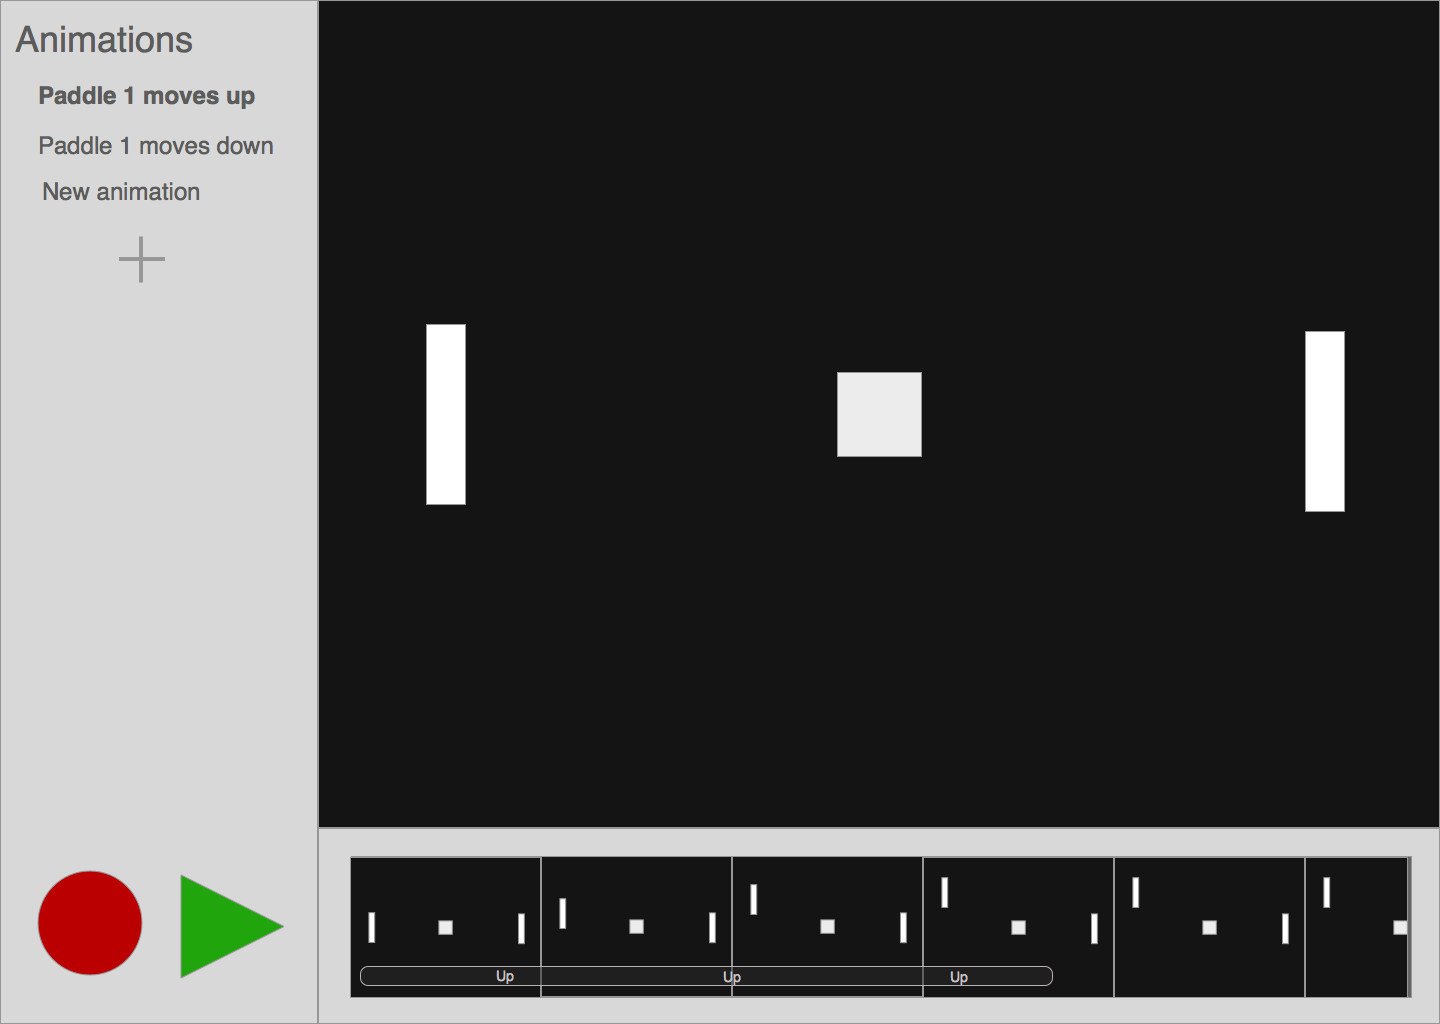 Animations
Paddle 1 moves up
Paddle 1 moves down
New animation
Up Up Up